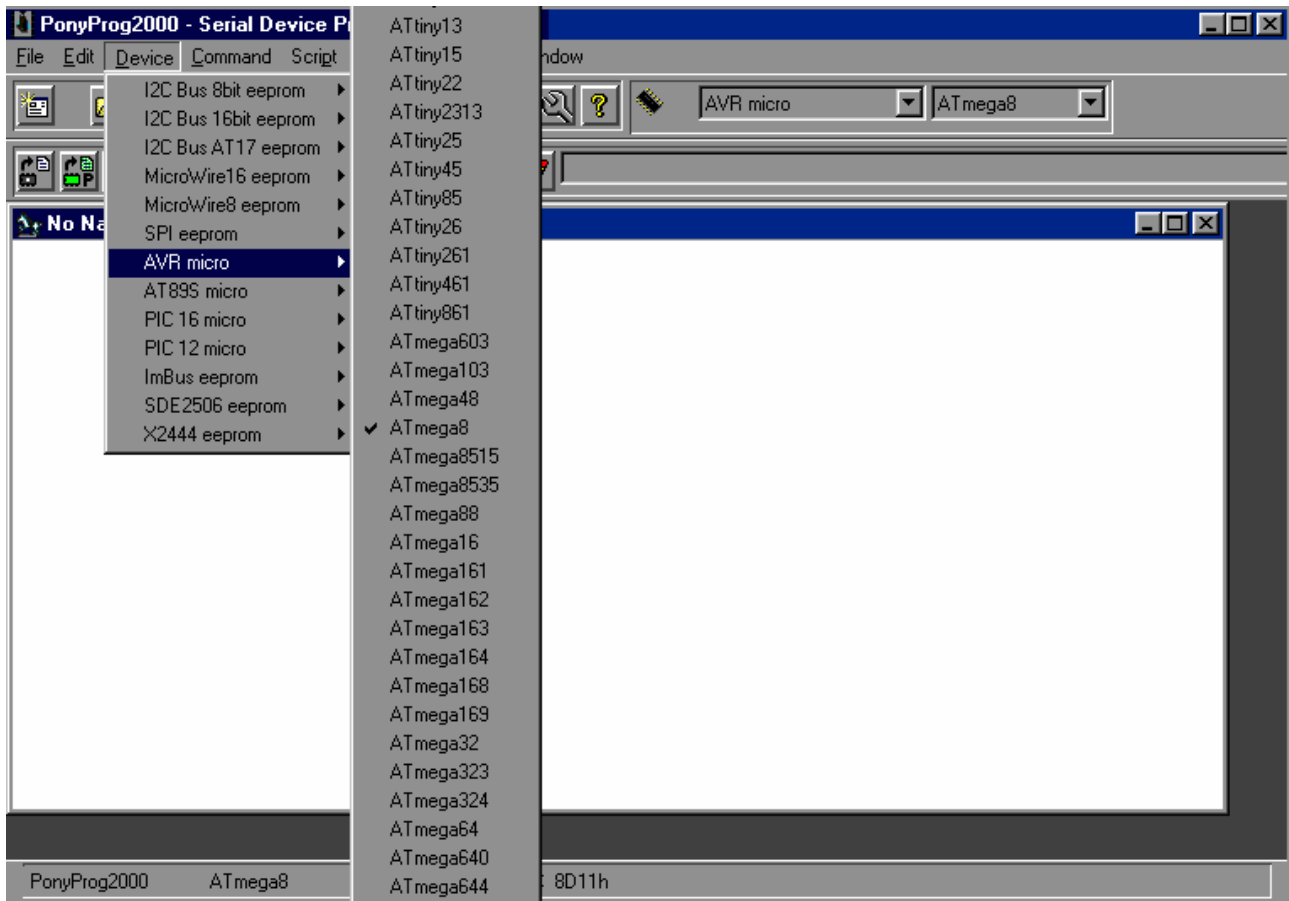 PonyProg2000 - Serial Device
File Edit Device Command Script
AVR micro ATmega8
No
I2C Bus 8bit eeprom
I2C Bus 16bit eeprom
I2C Bus AT17 eeprom
MicroWire16 eeprom
MicroWire8 eeprom
SPI eeprom
AVR micro
AT89S micro
PIC 16 micro
PIC 12 micro
ImBus eeprom
SDE2506 eeprom
X2444 eeprom
ATtiny13
ATtiny15
ATtiny22
ATtiny2313
ATtiny25
ATtiny45
ATtiny85
ATtiny26
ATtiny261
ATtiny461
ATtiny861
ATmega603
ATmega103
ATmega48
ATmega8
ATmega8515
ATmega8535
ATmega88
ATmega16
ATmega161
ATmega162
ATmega163
ATmega164
ATmega168
ATmega169
ATmega32
ATmega323
ATmega324
ATmega64
ATmega640
ATmega644
PonyProg2000 ATmega8 8D11h